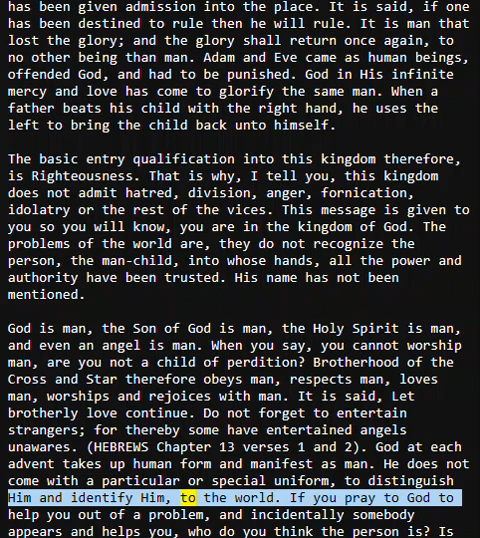 has been given admission into the place. It is said, if one
has been destined to rule then he will rule. It is man that
lost the glory; and the glory shall return once again, to
no other being than man. Adam and Eve came as human beings,
offended God, and had to be punished. God in His infinite
mercy and love has come to glorify the same man. When a
father beats his child with the right hand, he uses the
left to bring the child back unto himself.
The basic entry qualification into this kingdom therefore,
is Righteousness. That is why, I tell you, this kingdom
does not admit hatred, division, anger, fornication,
idolatry or the rest of the vices. This message is given to
you so you will know, you are in the kingdom of God. The
problems of the world are, they do not recognize the
person, the man-child, into whose hands, all the power and
authority have been trusted. His name has not been
mentioned.
God is man, the Son of God is man, the Holy Spirit is man,
and even an angel is man. When you say, you cannot worship
man, are you not a child of perdition? Brotherhood of the
Cross and Star therefore obeys man, respects man, loves
man, worships and rejoices with man. It is said, Let
brotherly love continue. Do not forget to entertain
strangers; for thereby some have entertained angels
unawares. (HEBREWS Chapter 13 verses 1 and 2). God at each
advent takes up human form and manifest as man. He does not
come with a particular or special uniform, to distinguish
Him and identify Him, to the world. If you pray to God to
help you out of a problem, and incidentally somebody
appears and helps you, who do you think the person is? Is